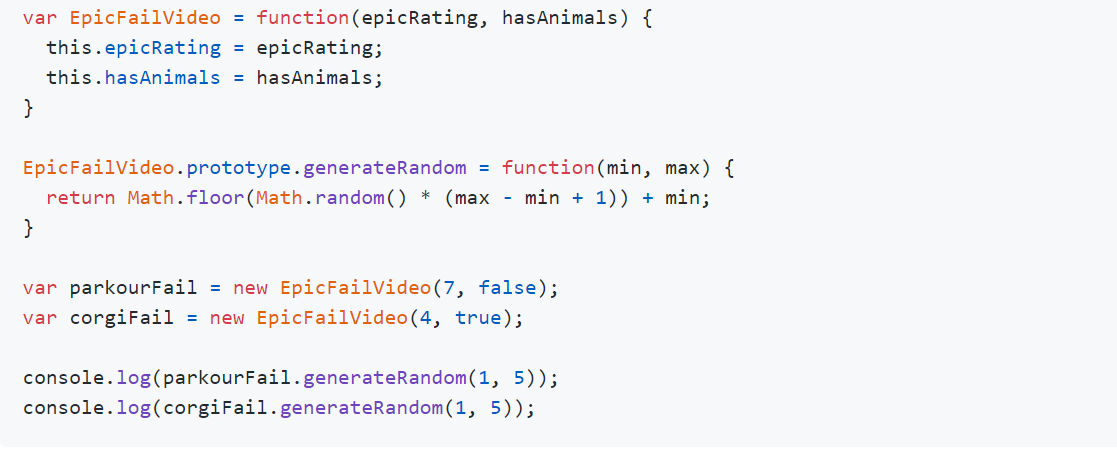 var EpicFailVideo = function(epicRating, hasAnimals) {
  this.epicRating = epicRating;
  this.hasAnimals = hasAnimals;
}

EpicFailVideo.prototype.generateRandom = function(min, max) {
  return Math.floor(Math.random() * (max - min + 1)) + min;
}

var parkourFail = new EpicFailVideo(7, false);
var corgiFail = new EpicFailVideo(4, true);

console.log(parkourFail.generateRandom(1, 5));
console.log(corgiFail.generateRandom(1, 5));